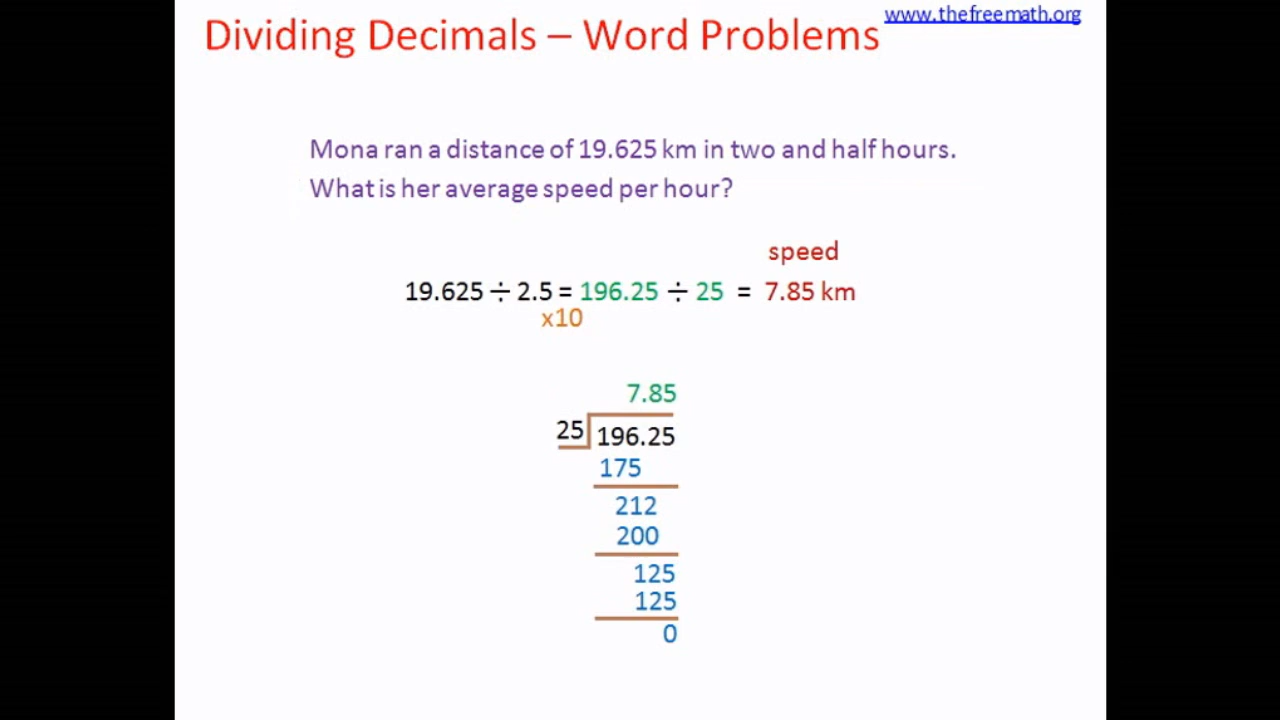 www.thefreemath.org
Dividing Decimals – Word Problems
Mona ran a distance of 19.625 km in two and half hours.
What is her average speed per hour?
speed
19.625 ÷ 2.5 = 196.25 ÷ 25 = 7.85 km
x10
7.85
25 196.25
175
212
200
125
125
0